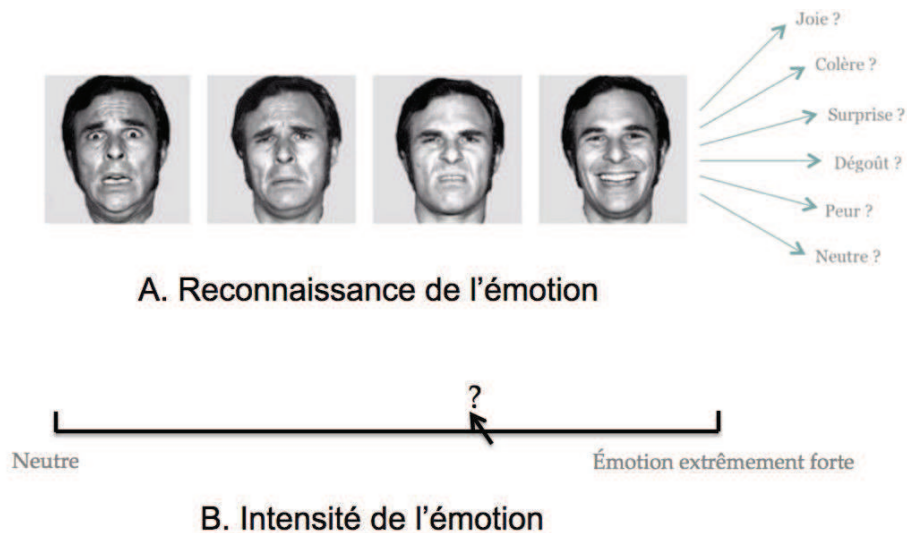 Joie ?
Colère ?
Surprise ?
Dégoût ?
Peur ?
Neutre ?
A. Reconnaissance de l'émotion
?
Neutre
Émotion extrêmement forte
B. Intensité de l'émotion